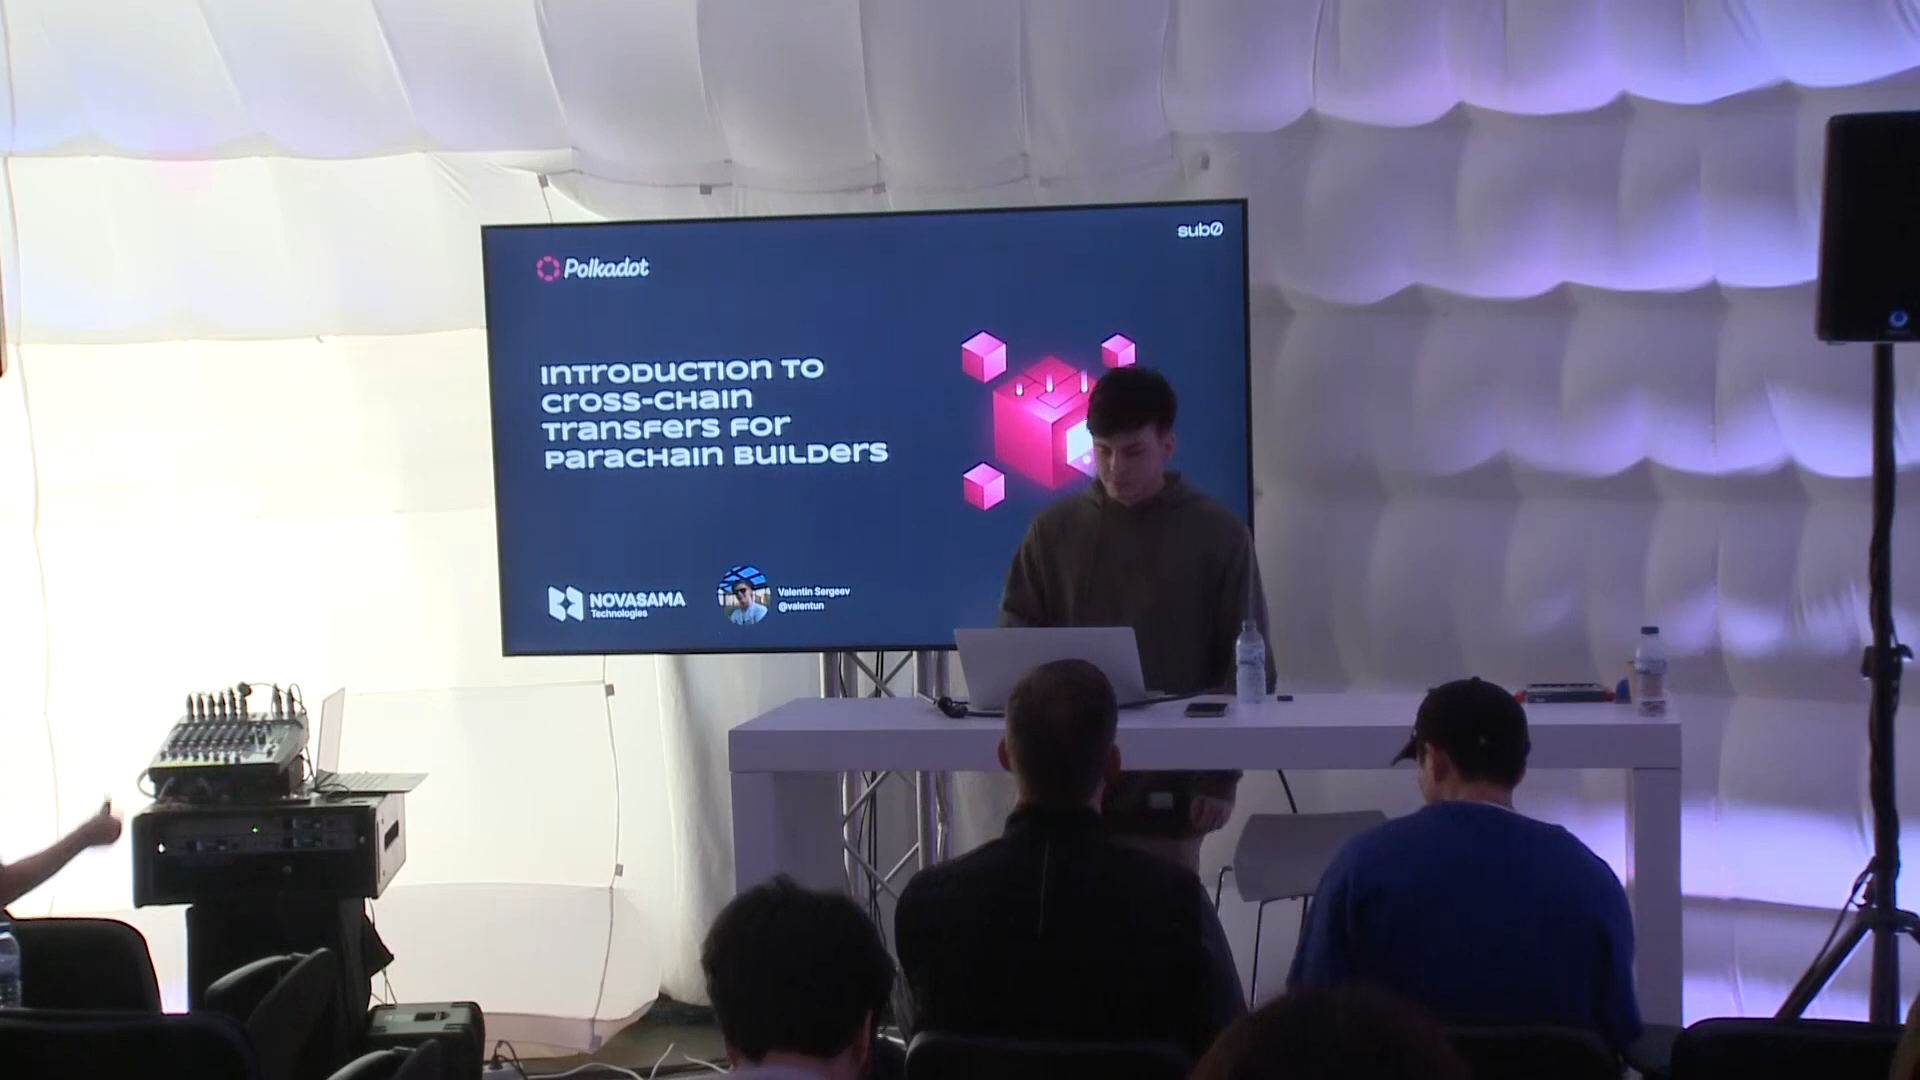 sub0
Polkadot
Introduction to
Cross-Chain
Transfers for
Parachain Builders
NOVASAMA
Technologies
Valentin Sergeev
@valentun